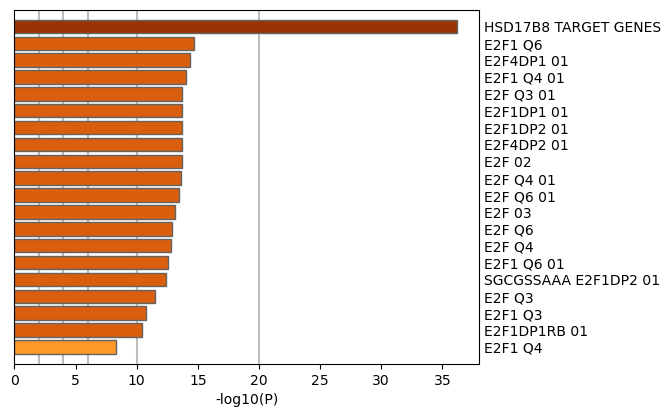 HSD17B8 TARGET GENES
E2F1 Q6
E2F4DP1 01
E2F1 Q4 01
E2F Q3 01
E2F1DP1 01
E2F1DP2 01
E2F4DP2 01
E2F 02
E2F Q4 01
E2F Q6 01
E2F 03
E2F Q6
E2F Q4
E2F1 Q6 01
SGCGSSAAA E2F1DP2 01
E2F Q3
E2F1 Q3
E2F1DP1RB 01
E2F1 Q4
0 5 10 15 20 25 30 35
-log10(P)